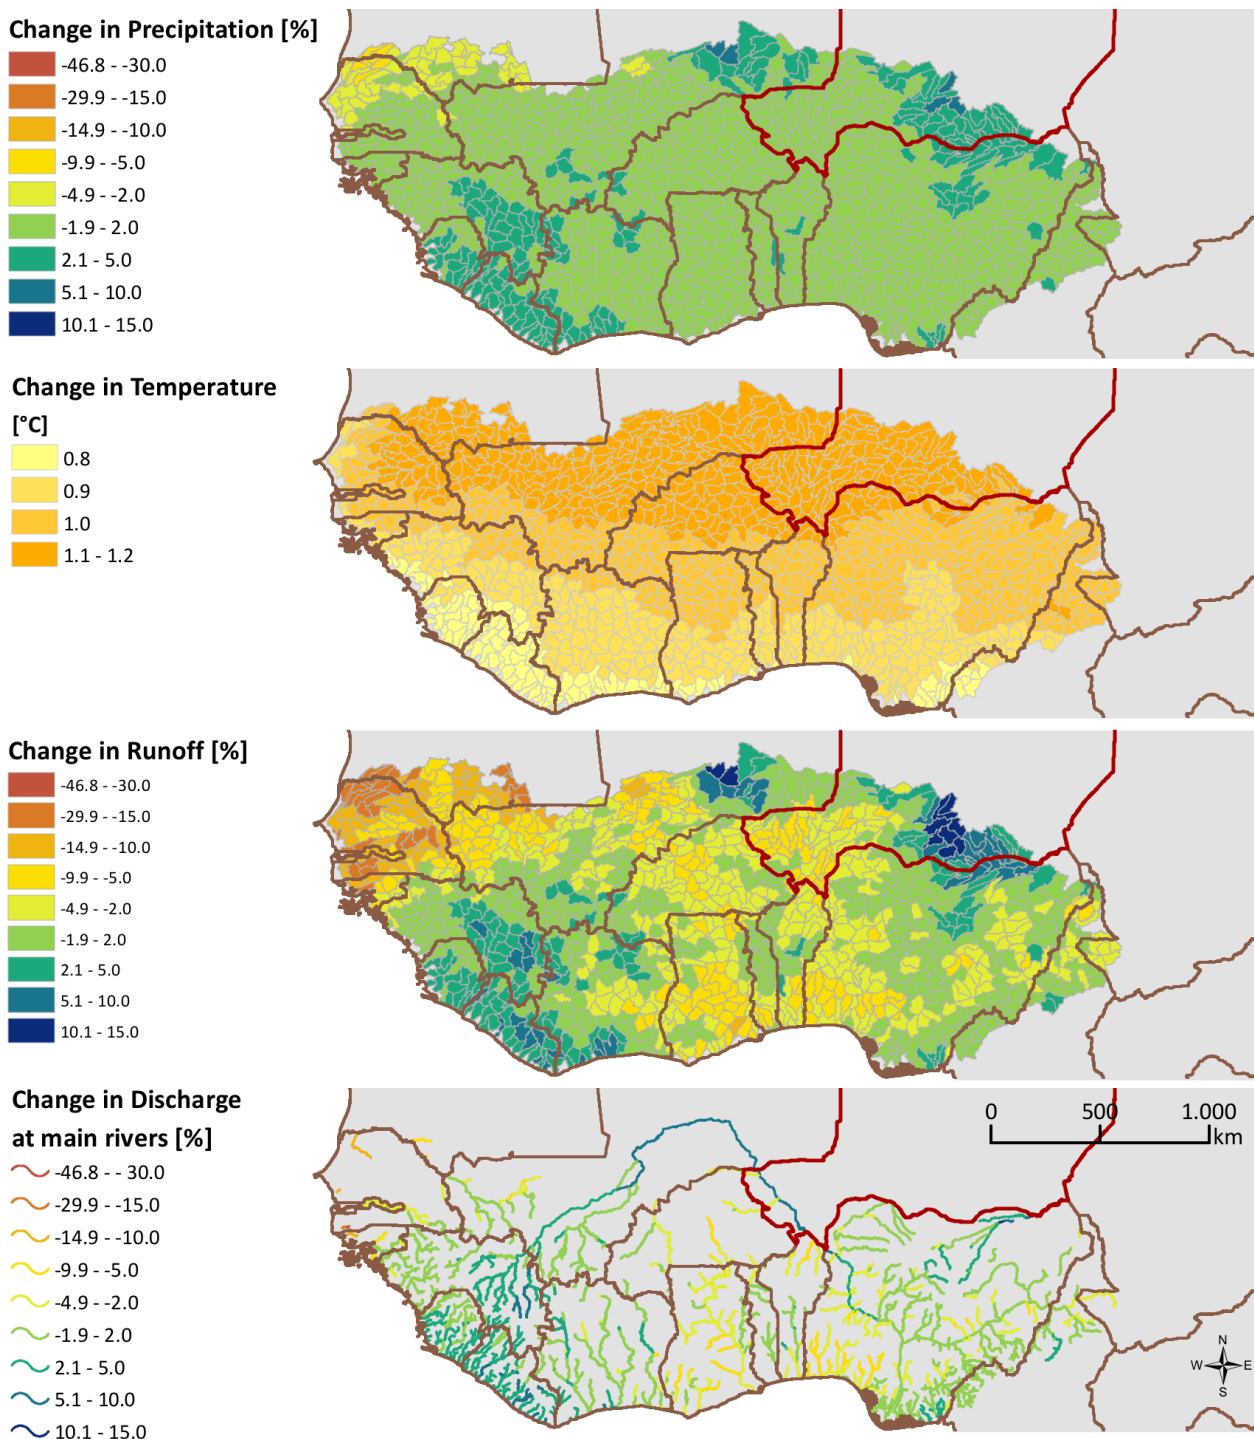 Change in Precipitation [%]
-46.8 - -30.0
-29.9 - -15.0
-14.9 - -10.0
-9.9 - -5.0
-4.9 - -2.0
-1.9 - 2.0
2.1 - 5.0
5.1 - 10.0
10.1 - 15.0
Change in Temperature
[°C]
0.8
0.9
1.0
1.1 - 1.2
Change in Runoff [%]
-46.8 - -30.0
-29.9 - -15.0
-14.9 - -10.0
-9.9 - -5.0
-4.9 - -2.0
-1.9 - 2.0
2.1 - 5.0
5.1 - 10.0
10.1 - 15.0
Change in Discharge
at main rivers [%]
-46.8 - - 30.0
-29.9 - -15.0
-14.9 - -10.0
-9.9 - -5.0
-4.9 - -2.0
-1.9 - 2.0
2.1 - 5.0
5.1 - 10.0
10.1 - 15.0
0 500 1.000
km
N
W E
S